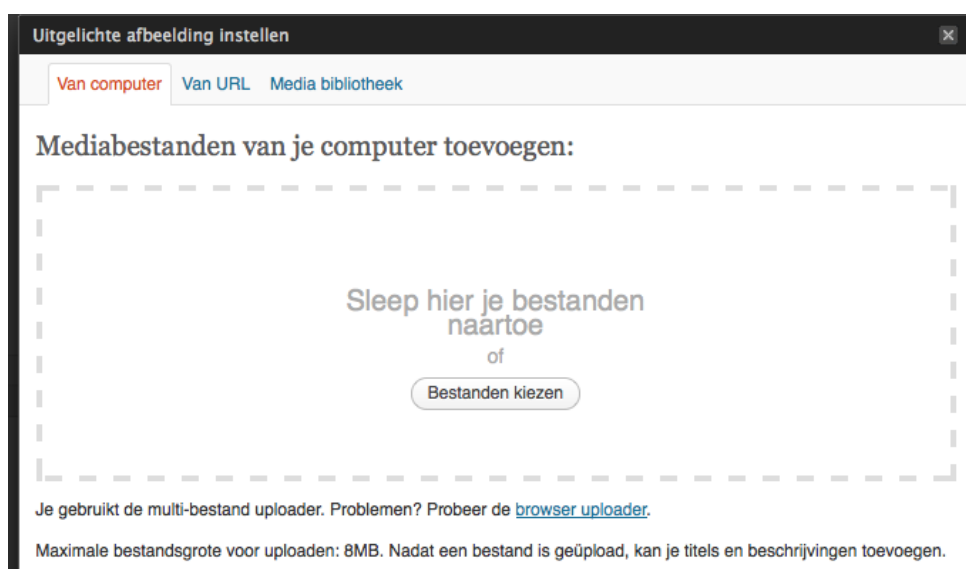 Uitgelichte afbeelding instellen
Van computer Van URL Media bibliotheek
Mediabestanden van je computer toevoegen:
Sleep hier je bestanden
naartoe
of
Bestanden kiezen
Je gebruikt de multi-bestand uploader. Problemen? Probeer de browser uploader.
Maximale bestandsgrote voor uploaden: 8MB. Nadat een bestand is geüpload, kan je titels en beschrijvingen toevoegen.